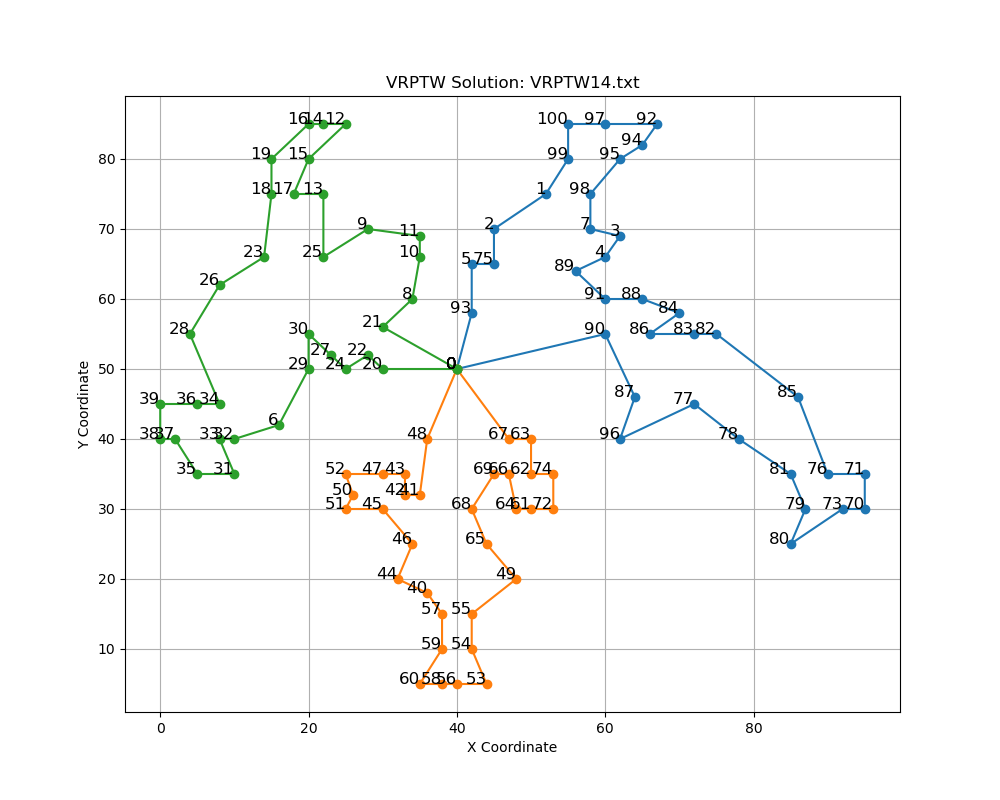 VRPTW Solution: VRPTW14.txt
100 97 92
16 14 12
94
19 15 99 95
80
18 17 13 1 98
9 2 7
70
11 3
23 25 10 5 75 4 89
26
8 91 88
60
84
93
21
28 30 90 86 83 82
27 22
29 24 20 0
50
87 85
39 36 34 77
6
38 37 33 32 48 67 63 96 78
40
35 31 52 47 43 69 66 62 74 81 76 71
50 42 41
51 45 68 64 61 72 79 73 70
30
46 65 80
44 49
20
40
57 55
59 54
10
60 58 56 53
0 20 40 60 80
X Coordinate
Y Coordinate